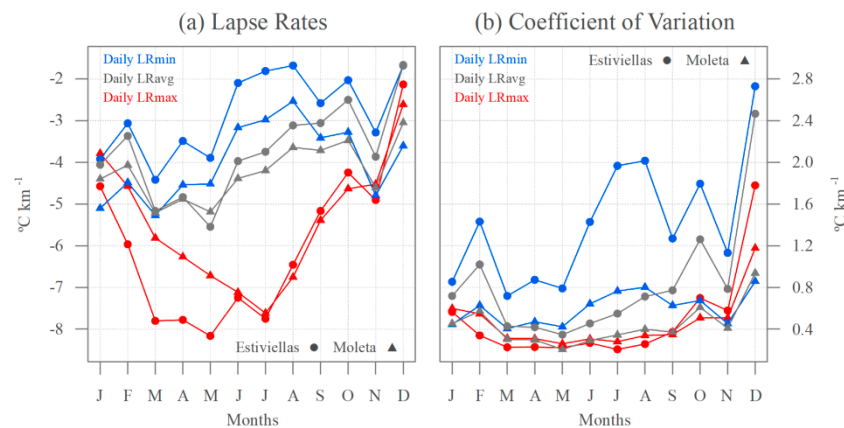 (a) Lapse Rates
(b) Coefficient of Variation
Daily LRmin
Daily LRavg
Daily LRmax
Estiviellas Moleta
-2
-3
-4
-5
-6
-7
-8
ºC km -1
J F M A M J J A S O N D
Months
Daily LRmin
Daily LRavg
Daily LRmax
Estiviellas Moleta
2.8
2.4
2.0
1.6
1.2
0.8
0.4
ºC km -1
J F M A M J J A S O N D
Months